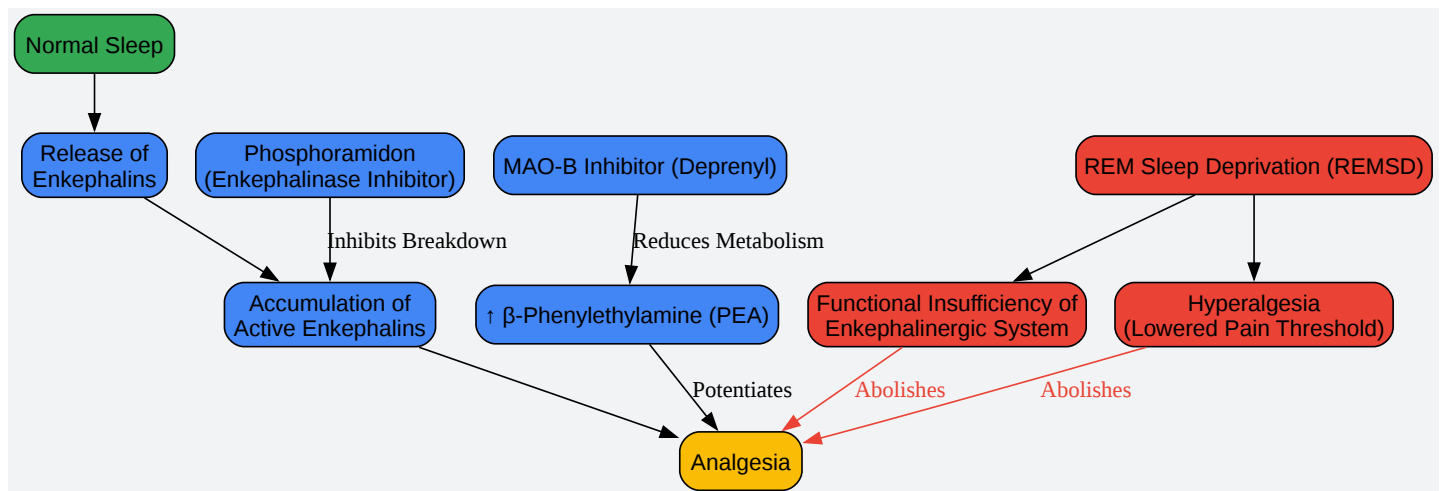 Normal Sleep
Release of
Enkephalins
Phosphoramidon
(Enkephalinase Inhibitor)
MAO-B Inhibitor (Deprenyl)
REM Sleep Deprivation (REMSD)
Inhibits Breakdown
Reduces Metabolism
Accumulation of
Active Enkephalins
↑ β-Phenylethylamine (PEA)
Functional Insufficiency of
Enkephalinergic System
Hyperalgesia
(Lowered Pain Threshold)
Potentiates
Abolishes
Abolishes
Analgesia